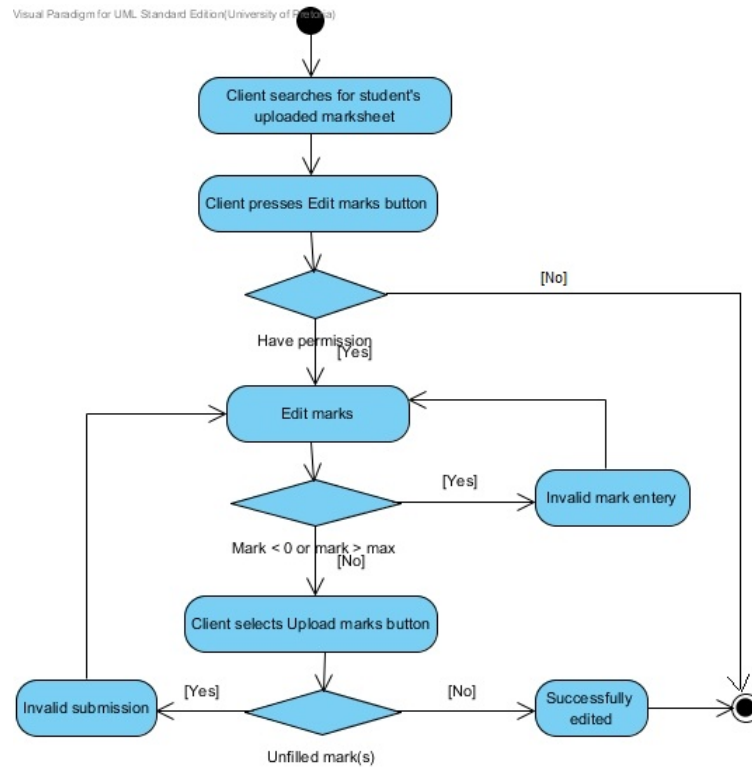 Visual Paradigm for UML Standard Edition(University of Pretoria)
Client searches for student's
uploaded marksheet
Client presses Edit marks button
[No]
Have permission
[Yes]
Edit marks
[Yes]
Invalid mark entery
Mark < 0 or mark > max
[No]
Client selects Upload marks button
Invalid submission
[Yes]
[No]
Successfully
edited
Unfilled mark(s)